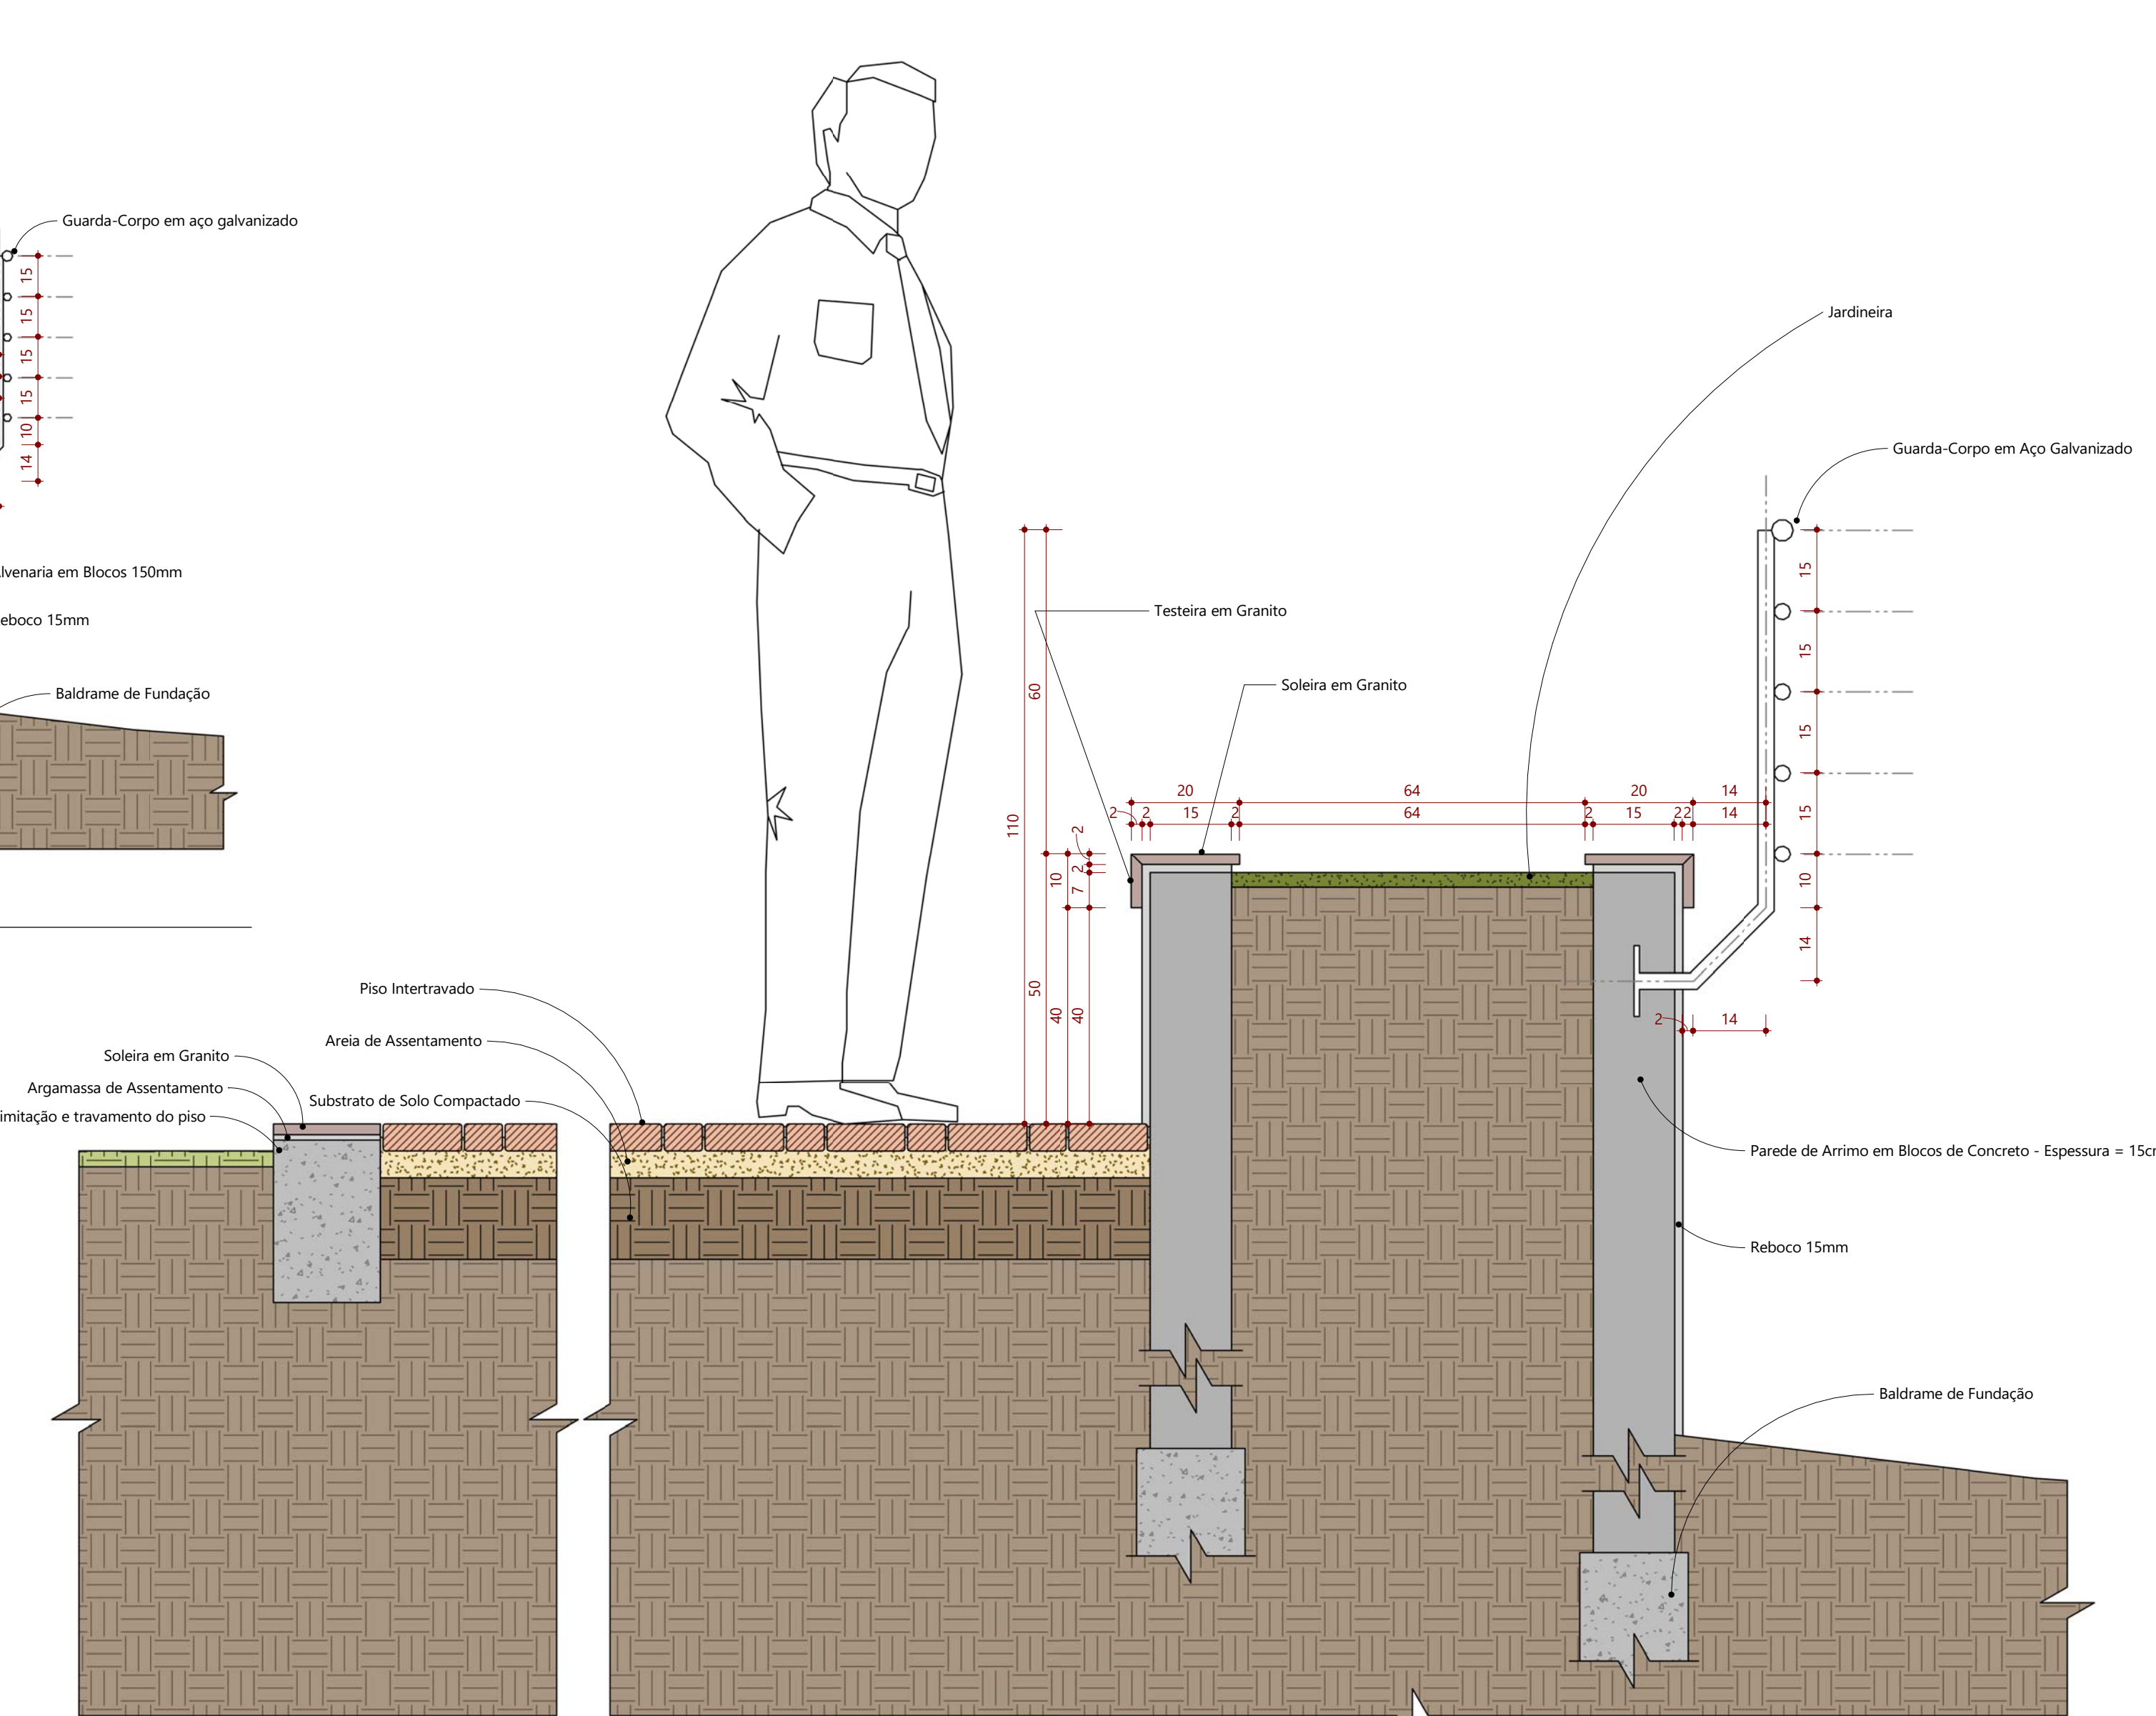 Guarda-Corpo em aço galvanizado
15
15
15
15
10
14
lvenaria em Blocos 150mm
eboco 15mm
Baldrame de Fundação
Jardineira
Guarda-Corpo em Aço Galvanizado
15
15
15
15
10
14
Testeira em Granito
Soleira em Granito
110
60
50
10
40
2
2
7
40
20
64
20
14
2
2
15
2
64
2
15
2
2
14
2
14
Piso Intertravado
Areia de Assentamento
Substrato de Solo Compactado
Soleira em Granito
Argamassa de Assentamento
imitação e travamento do piso
Parede de Arrimo em Blocos de Concreto - Espessura = 15c
Reboco 15mm
Baldrame de Fundação